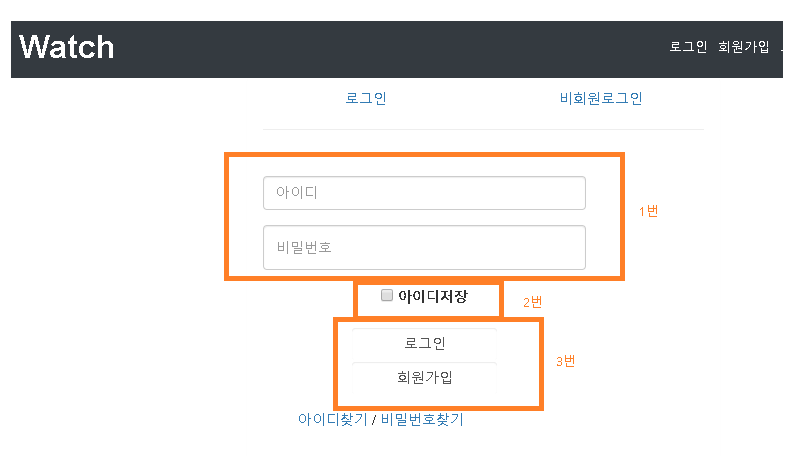 Watch 로그인 회원가입
로그인 비회원로그인
아이디
1번
비밀번호
아이디저장 2번
로그인
3번
회원가입
아이디찾기 / 비밀번호찾기